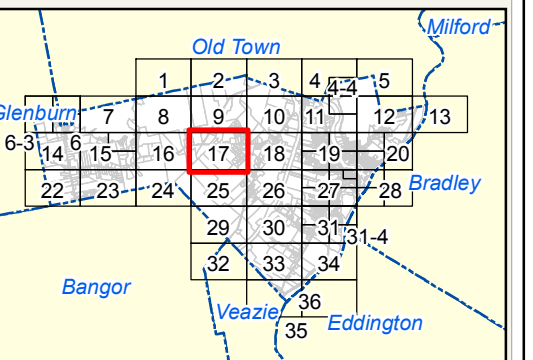 Milford
Old Town
1 2 3 4 4-4 5
Glenburn 7 8 9 10 11 12 13
6-3 14 6 15 16 17 18 19 20
22 23 24 25 26 27 28 Bradley
29 30 31 31-4
32 33 34
Bangor
Veazie 36
35 Eddington